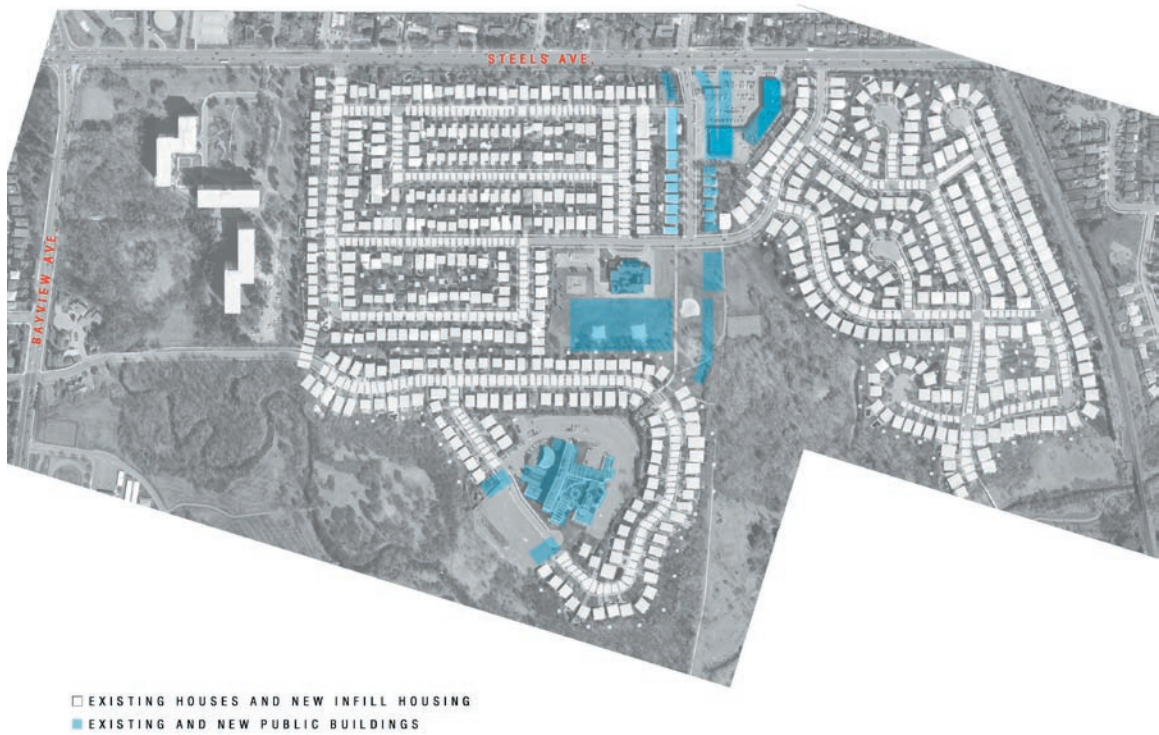 STEELS AVE.
BAYVIEW AVE.
EXISTING HOUSES AND NEW INFILL HOUSING
EXISTING AND NEW PUBLIC BUILDINGS